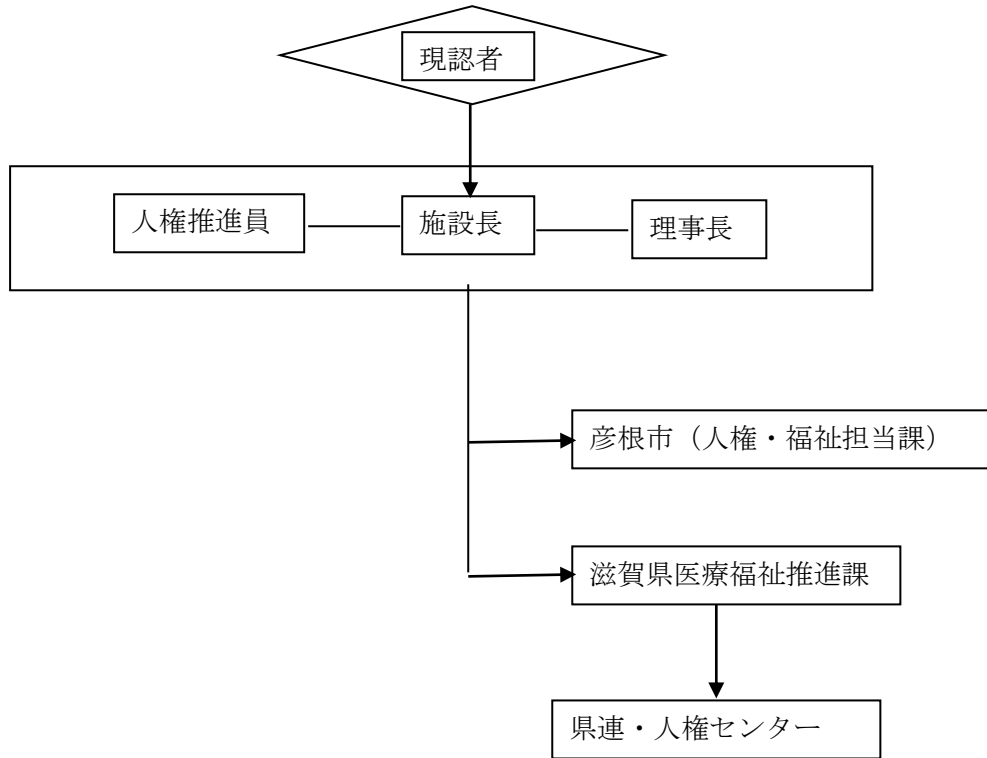 現認者
人権推進員
施設長
理事長
彦根市（人権・福祉担当課）
滋賀県医療福祉推進課
県連・人権センター